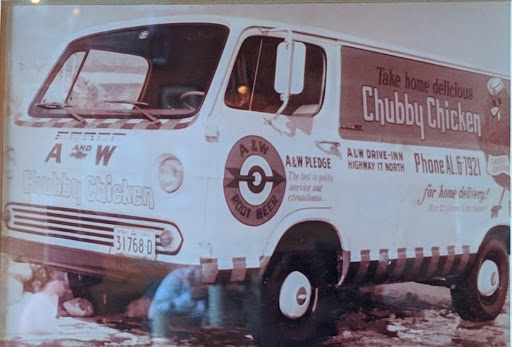 Take home delicious
Chubby Chicken
A & W
ROOT BEER
A&W PLEDGE
The best in quality
service and
cleanliness.
A&W DRIVE-INN
HIGHWAY 17 NORTH
Phone AL.6-1921
for home delivery!
A AND W
Chubby Chicken
31768-D